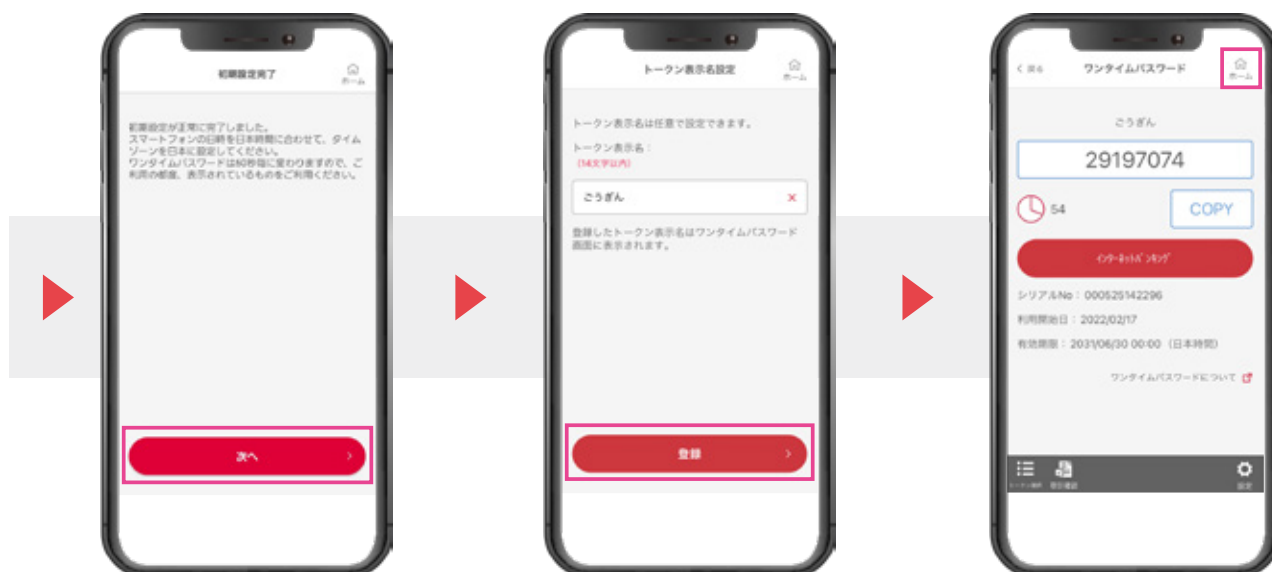 初期設定完了
ホーム
初期設定が正常に完了しました。
スマートフォンの日時を日本時間に合わせて、タイム
ゾーンを日本に設定してください。
ワンタイムパスワードは60秒毎に変わりますので、ご
利用の都度、表示されているものをご利用ください。
次へ
トークン表示名設定
ホーム
トークン表示名は任意で設定できます。
トークン表示名：
(14文字以内)
ごうぎん
登録したトークン表示名はワンタイムパスワード
画面に表示されます。
登録
戻る
ワンタイムパスワード
ホーム
ごうぎん
29197074
54
COPY
ｲﾝﾀｰﾈｯﾄﾊﾞﾝｷﾝｸﾞ
シリアルNo：000525142296
利用開始日：2022/02/17
有効期限：2031/06/30 00:00（日本時間）
ワンタイムパスワードについて
設定